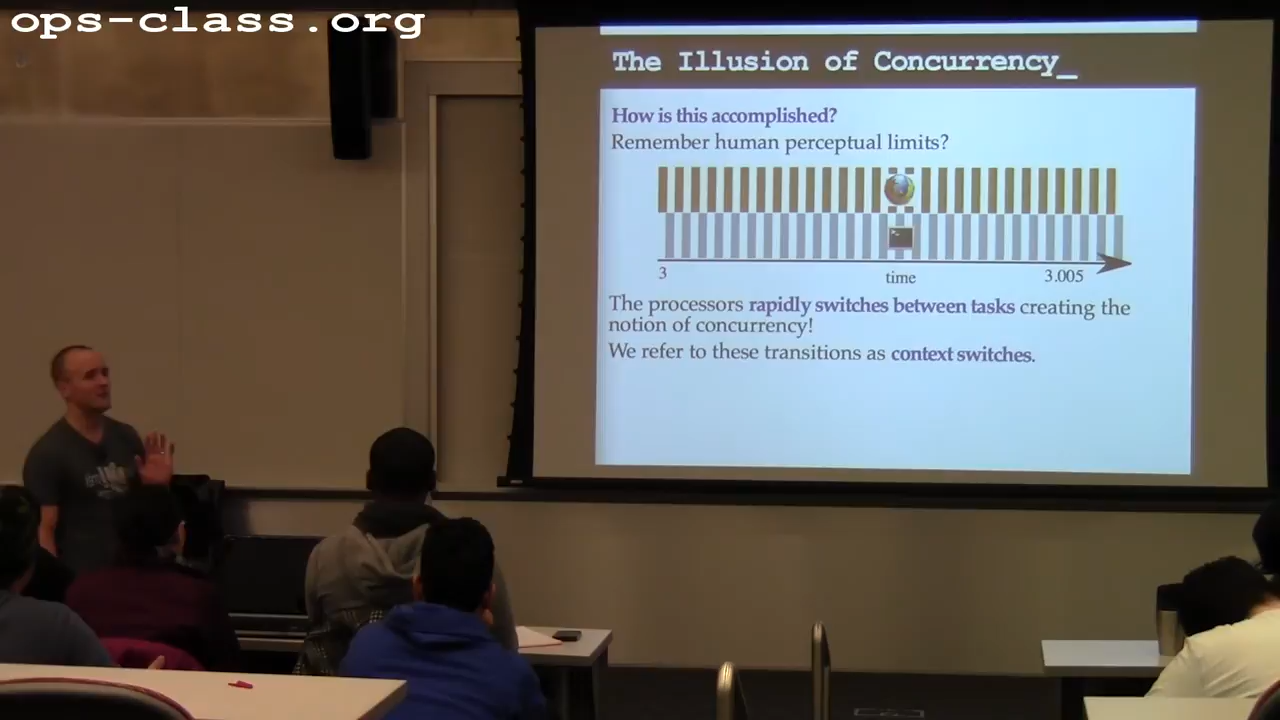 ops-class.org
The Illusion of Concurrency_
How is this accomplished?
Remember human perceptual limits?
3 time 3.005
The processors rapidly switches between tasks creating the
notion of concurrency!
We refer to these transitions as context switches.